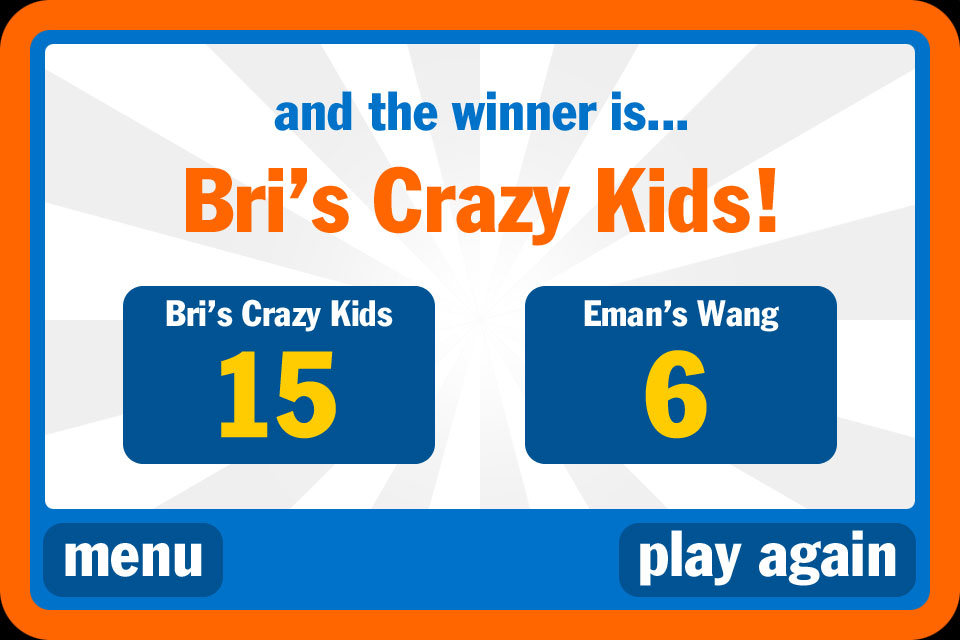 and the winner is...
Bri’s Crazy Kids!
Bri’s Crazy Kids
15
Eman’s Wang
6
menu
play again